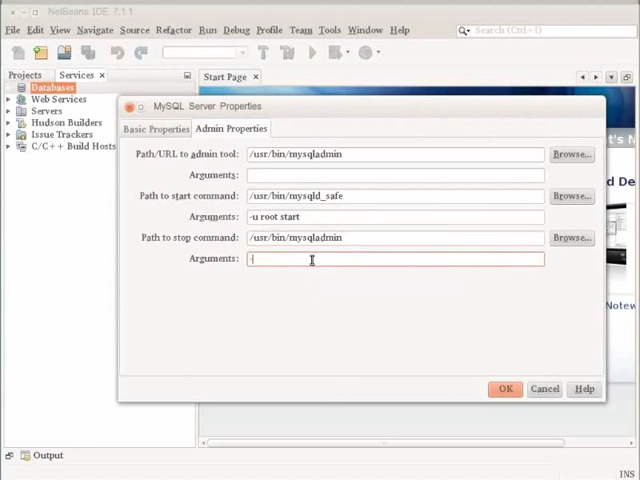 NetBeans IDE 7.1.1
File Edit View Navigate Source Refactor Run Debug Profile Team Tools Window Help
Search (Ctrl+I)
Projects Services Start Page
Databases
Web Services
Servers
Hudson Builders
Issue Trackers
C/C++ Build Hosts
MySQL Server Properties
Basic Properties Admin Properties
Path/URL to admin tool: /usr/bin/mysqladmin Browse...
Arguments:
Path to start command: /usr/bin/mysqld_safe Browse...
Arguments: -u root start
Path to stop command: /usr/bin/mysqladmin Browse...
Arguments: -
OK Cancel Help
Output
INS